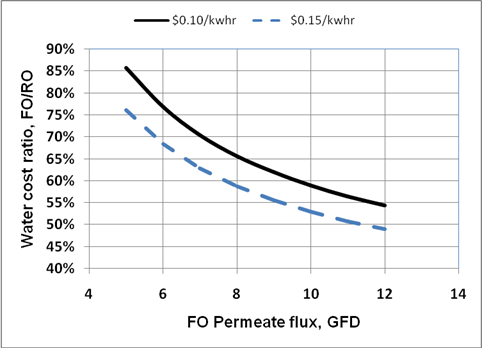 $0.10/kwhr $0.15/kwhr
Water cost ratio, FO/RO
90%
85%
80%
75%
70%
65%
60%
55%
50%
45%
40%
4 6 8 10 12 14
FO Permeate flux, GFD